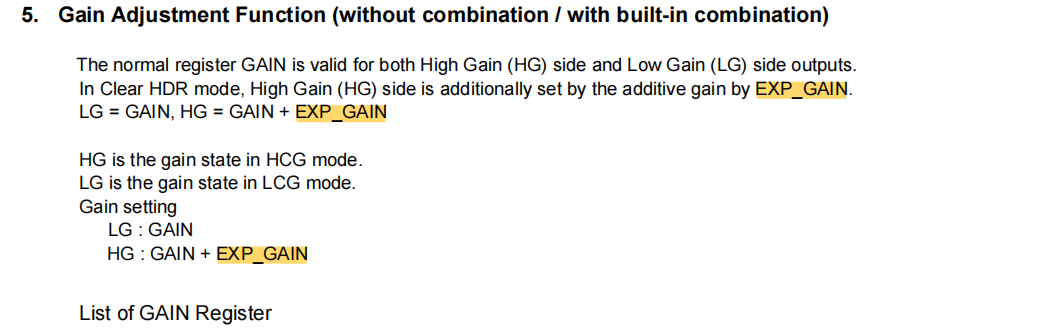 5. Gain Adjustment Function (without combination / with built-in combination)
The normal register GAIN is valid for both High Gain (HG) side and Low Gain (LG) side outputs.
In Clear HDR mode, High Gain (HG) side is additionally set by the additive gain by EXP_GAIN.
LG = GAIN, HG = GAIN + EXP_GAIN
HG is the gain state in HCG mode.
LG is the gain state in LCG mode.
Gain setting
LG : GAIN
HG : GAIN + EXP_GAIN
List of GAIN Register